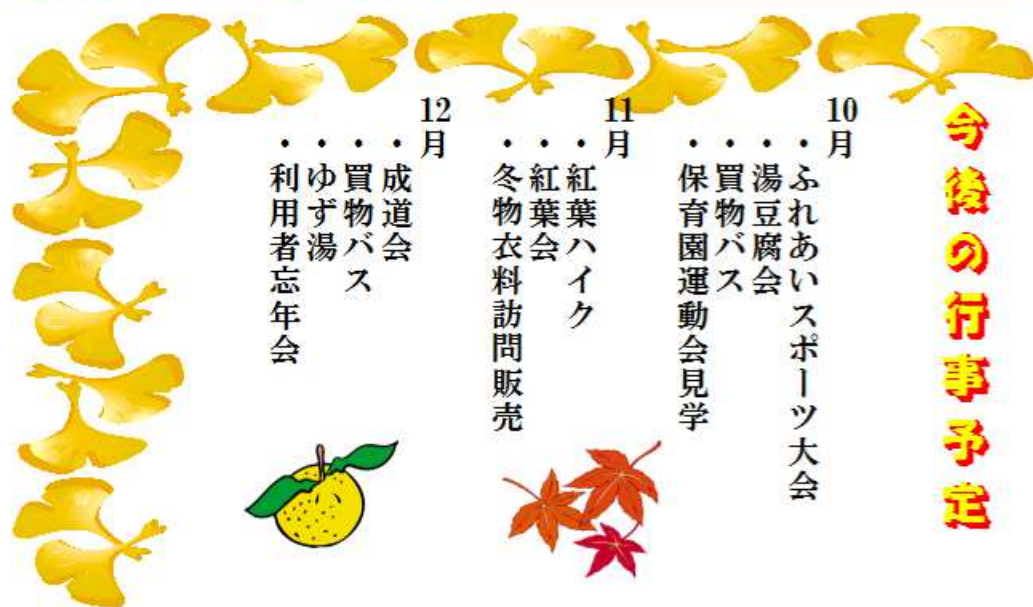 今後の行事予定
10月
・ふれあいスポーツ大会
・湯豆腐会
・買物バス
・保育園運動会見学
11月
・紅葉ハイク
・紅葉会
・冬物衣料訪問販売
12月
・成道会
・買物バス
・ゆず湯
・利用者忘年会